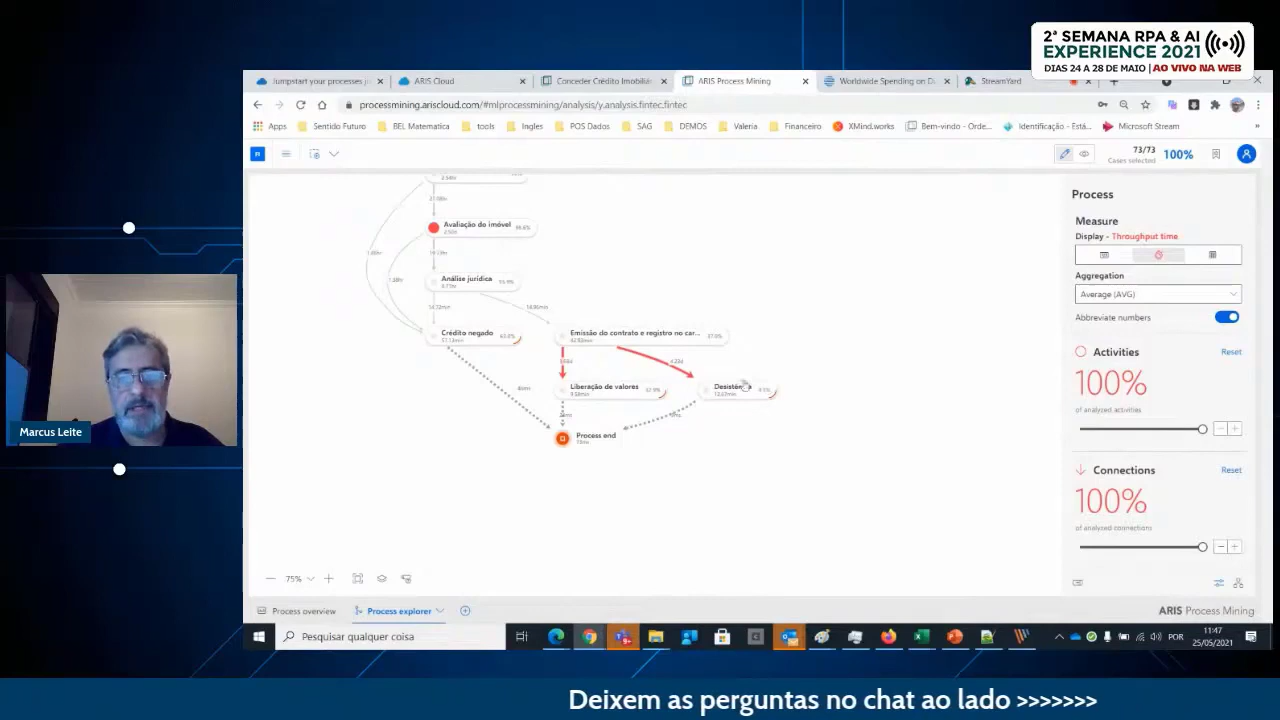 2ª SEMANA RPA & AI
EXPERIENCE 2021
DIAS 24 A 28 DE MAIO | AO VIVO NA WEB
Jumpstart your processes
ARIS Cloud
Conceder Crédito Imobiliá
ARIS Process Mining
Worldwide Spending on D
StreamYard
processmining.ariscloud.com/#mlprocessmining/analysis/y.analysis.fintec.fintec
Apps
Sentido Futuro
BEL Matematica
tools
Ingles
POS Dados
SAG
DEMOS
Valeria
Financeiro
XMind.works
Bem-vindo - Orde...
Identificação - Está...
Microsoft Stream
73/73
Cases selected
100%
Avaliação do imóvel
Análise jurídica
Crédito negado
Emissão do contrato e registro no car...
Liberação de valores
Process end
Process
Measure
Display - Throughput time
Aggregation
Average (AVG)
Abbreviate numbers
Activities
Reset
100%
of analyzed activities
Connections
Reset
100%
of analyzed connections
75%
Process overview
Process explorer
ARIS Process Mining
Pesquisar qualquer coisa
POR
11:47
25/05/2021
Marcus Leite
Deixem as perguntas no chat ao lado >>>>>>>